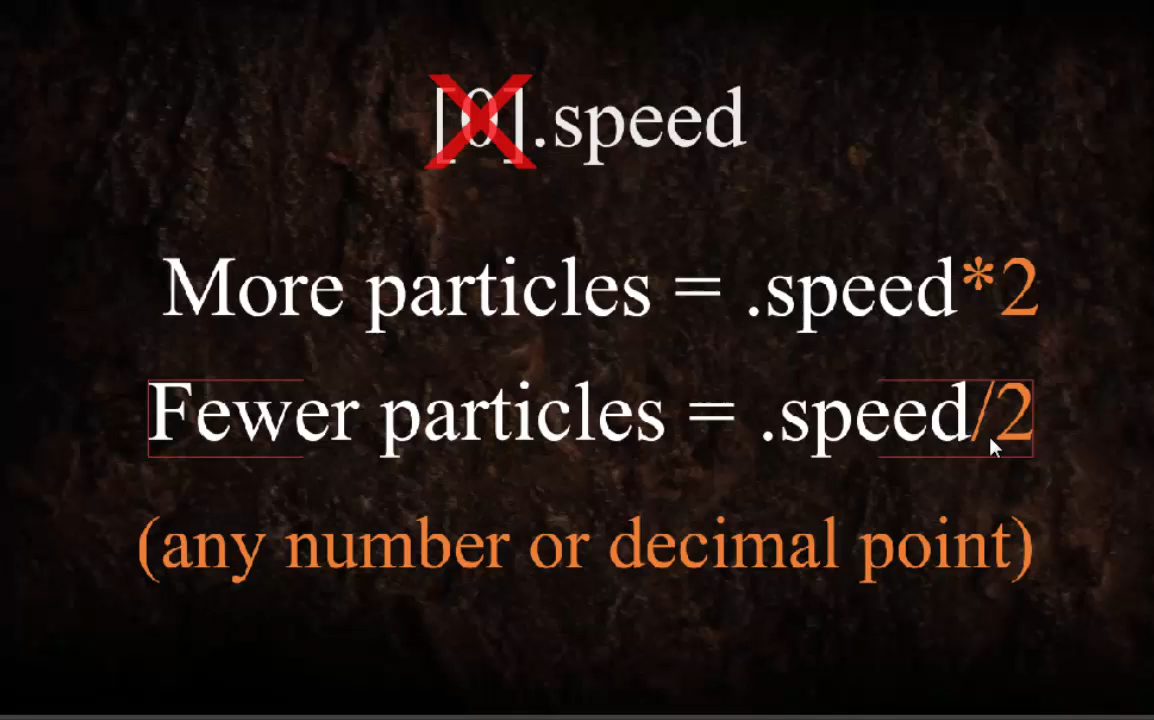 [0].speed
More particles = .speed*2
Fewer particles = .speed/2
(any number or decimal point)